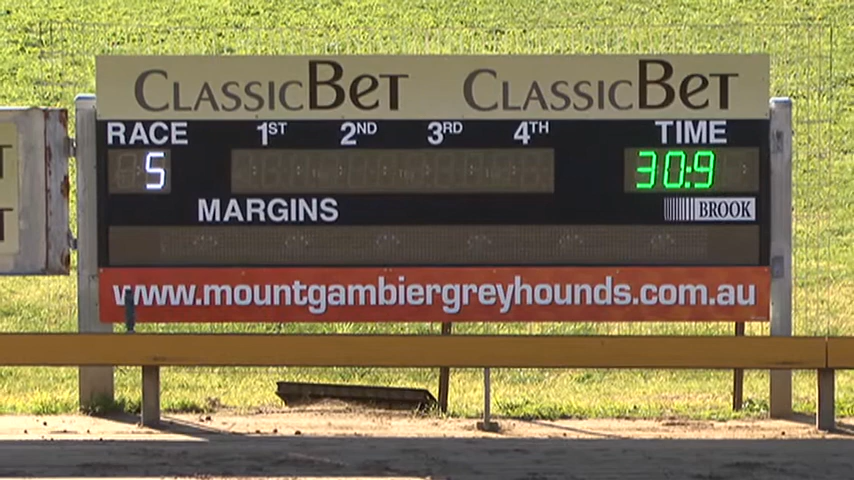 CLASSICBET CLASSICBET
RACE 1ST 2ND 3RD 4TH TIME
5 30:9
MARGINS BROOK
www.mountgambiergreyhounds.com.au